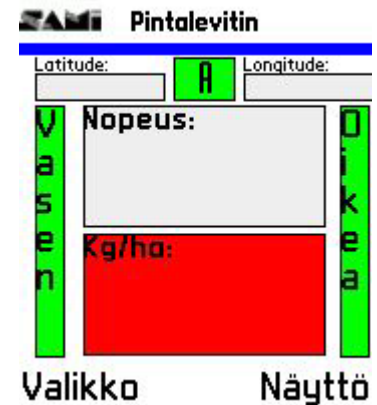 SAMi Pintalevitin
Latitude: A Longitude:
Vasen
Nopeus:
Oikea
Kg/ha:
Valikko Näyttö